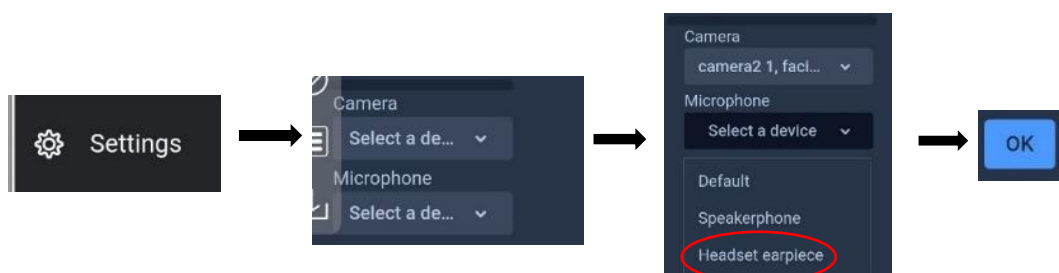 Settings
Camera
Select a de...
Microphone
Select a de...
Camera
camera2 1, faci...
Microphone
Select a device
Default
Speakerphone
Headset earpiece
OK